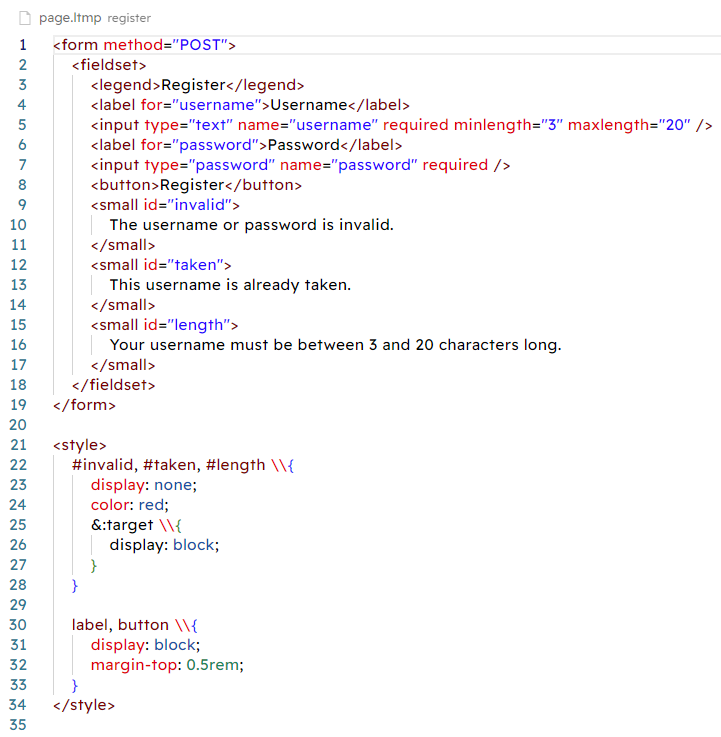 page.ltmp register
1 <form method="POST">
2 <fieldset>
3 <legend>Register</legend>
4 <label for="username">Username</label>
5 <input type="text" name="username" required minlength="3" maxlength="20" />
6 <label for="password">Password</label>
7 <input type="password" name="password" required />
8 <button>Register</button>
9 <small id="invalid">
10 The username or password is invalid.
11 </small>
12 <small id="taken">
13 This username is already taken.
14 </small>
15 <small id="length">
16 Your username must be between 3 and 20 characters long.
17 </small>
18 </fieldset>
19 </form>
20
21 <style>
22 #invalid, #taken, #length \\{
23 display: none;
24 color: red;
25 &:target \\{
26 display: block;
27 }
28 }
29
30 label, button \\{
31 display: block;
32 margin-top: 0.5rem;
33 }
34 </style>
35